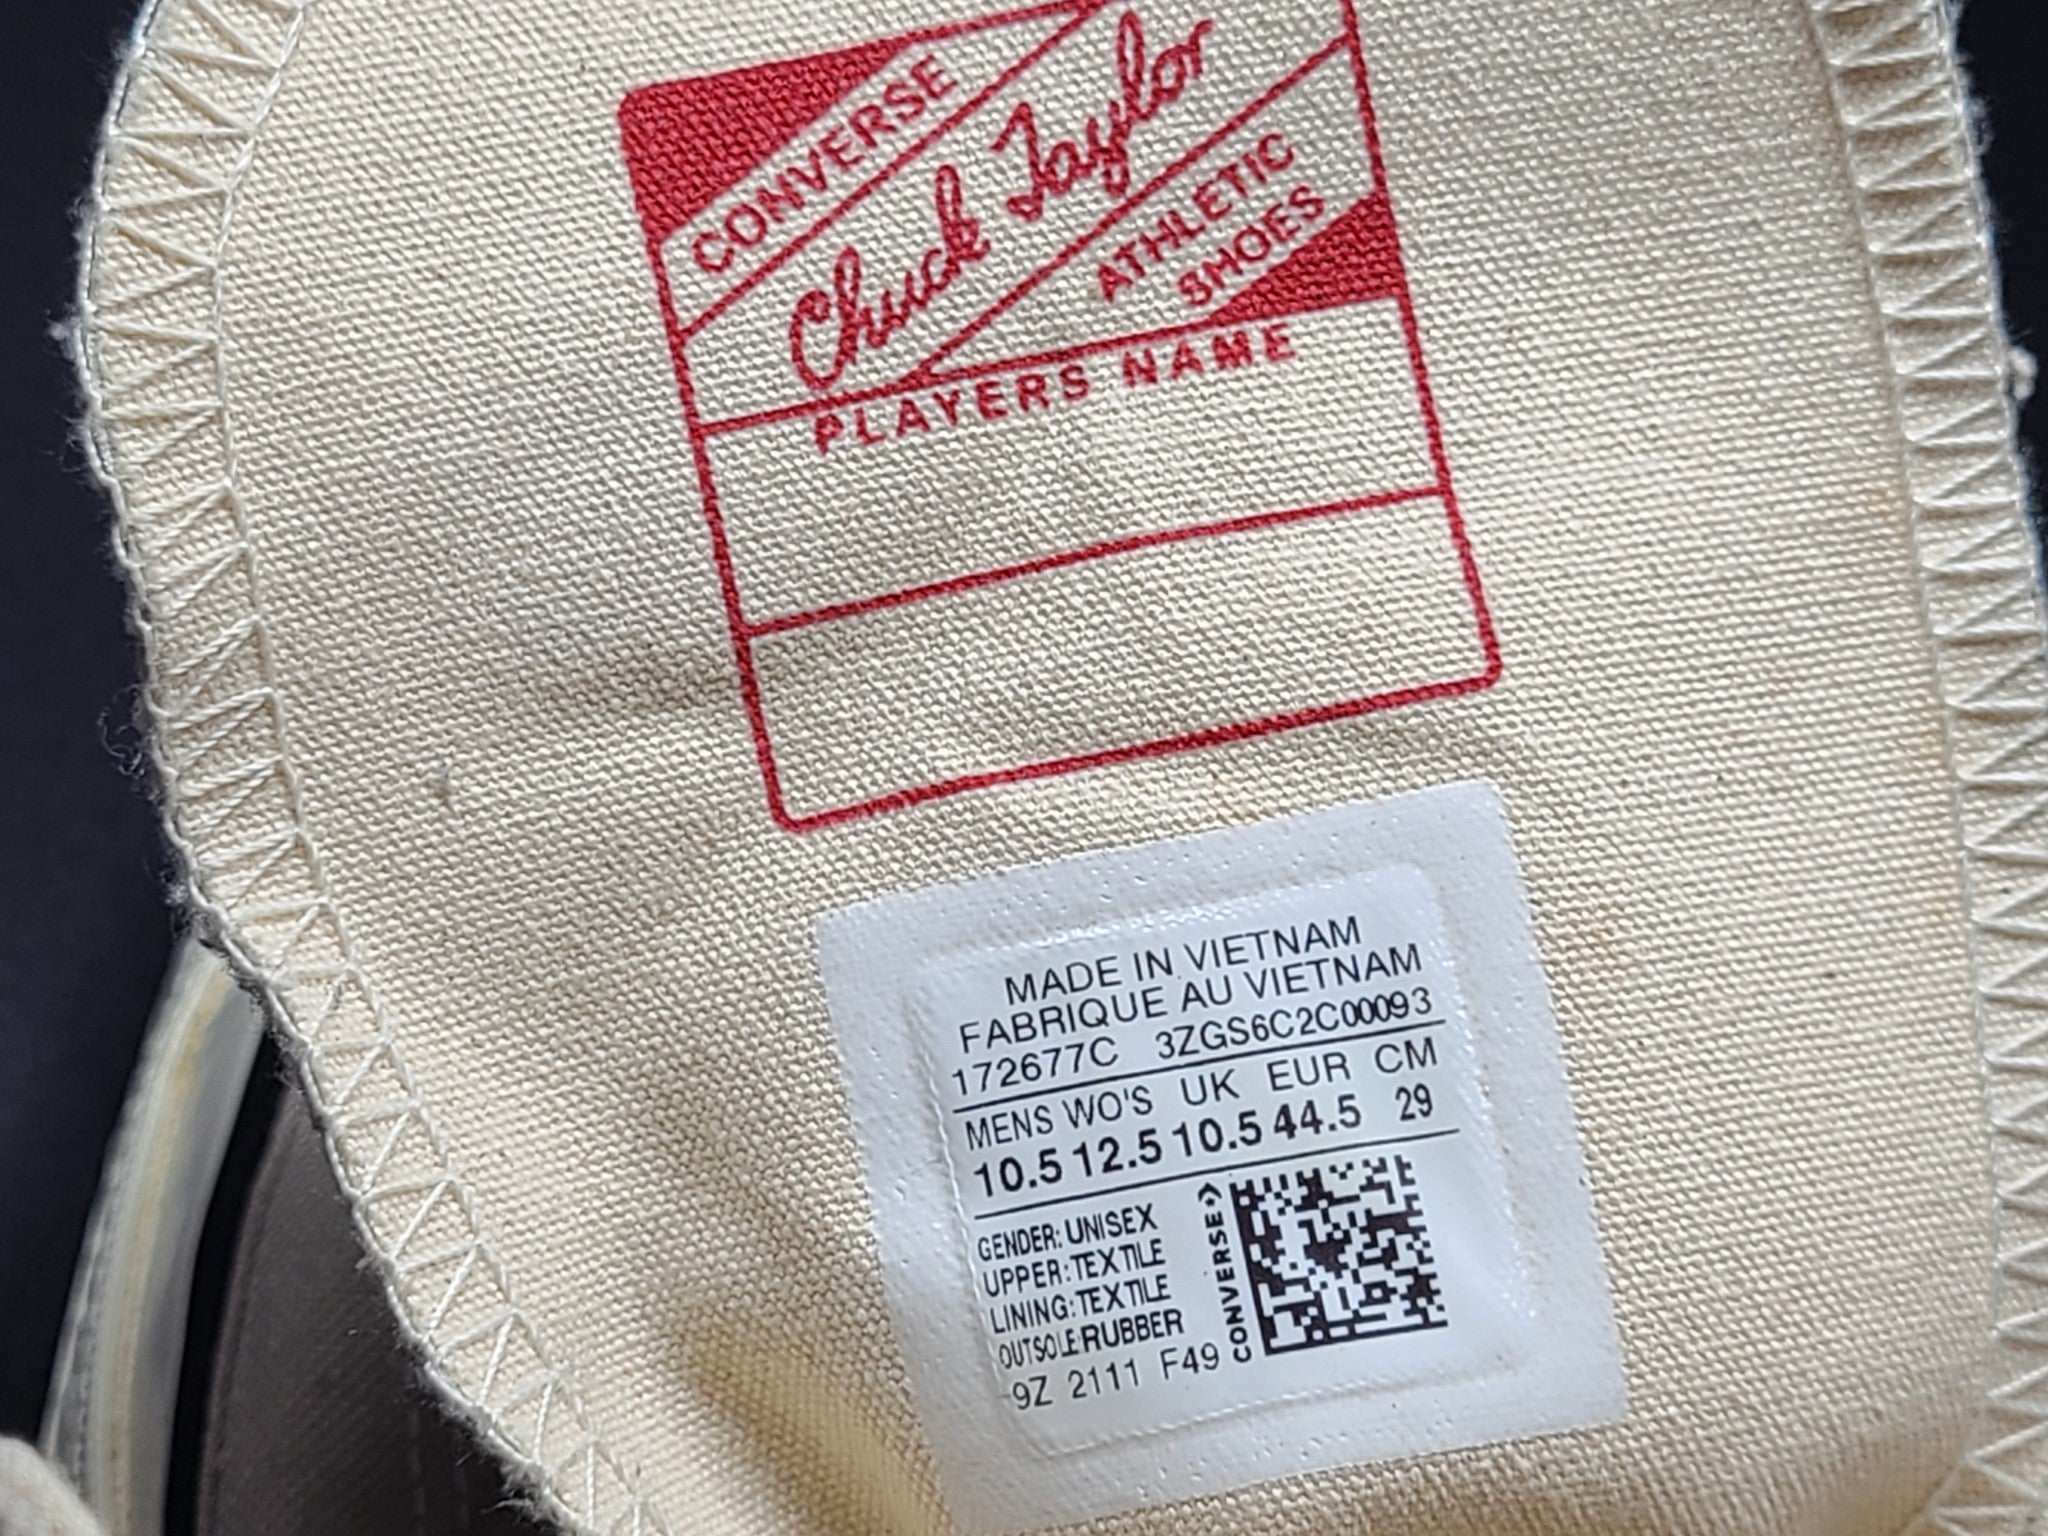 CONVERSE
Chuck Taylor
ATHLETIC
SHOES
PLAYERS NAME
MADE IN VIETNAM
FABRIQUE AU VIETNAM
172677C 3ZGS6C2C00093
MENS WO'S UK EUR CM
10.5 12.5 10.5 44.5 29
GENDER: UNISEX
UPPER: TEXTILE
LINING: TEXTILE
OUTSOLE RUBBER
9Z 2111 F49
CONVERSE